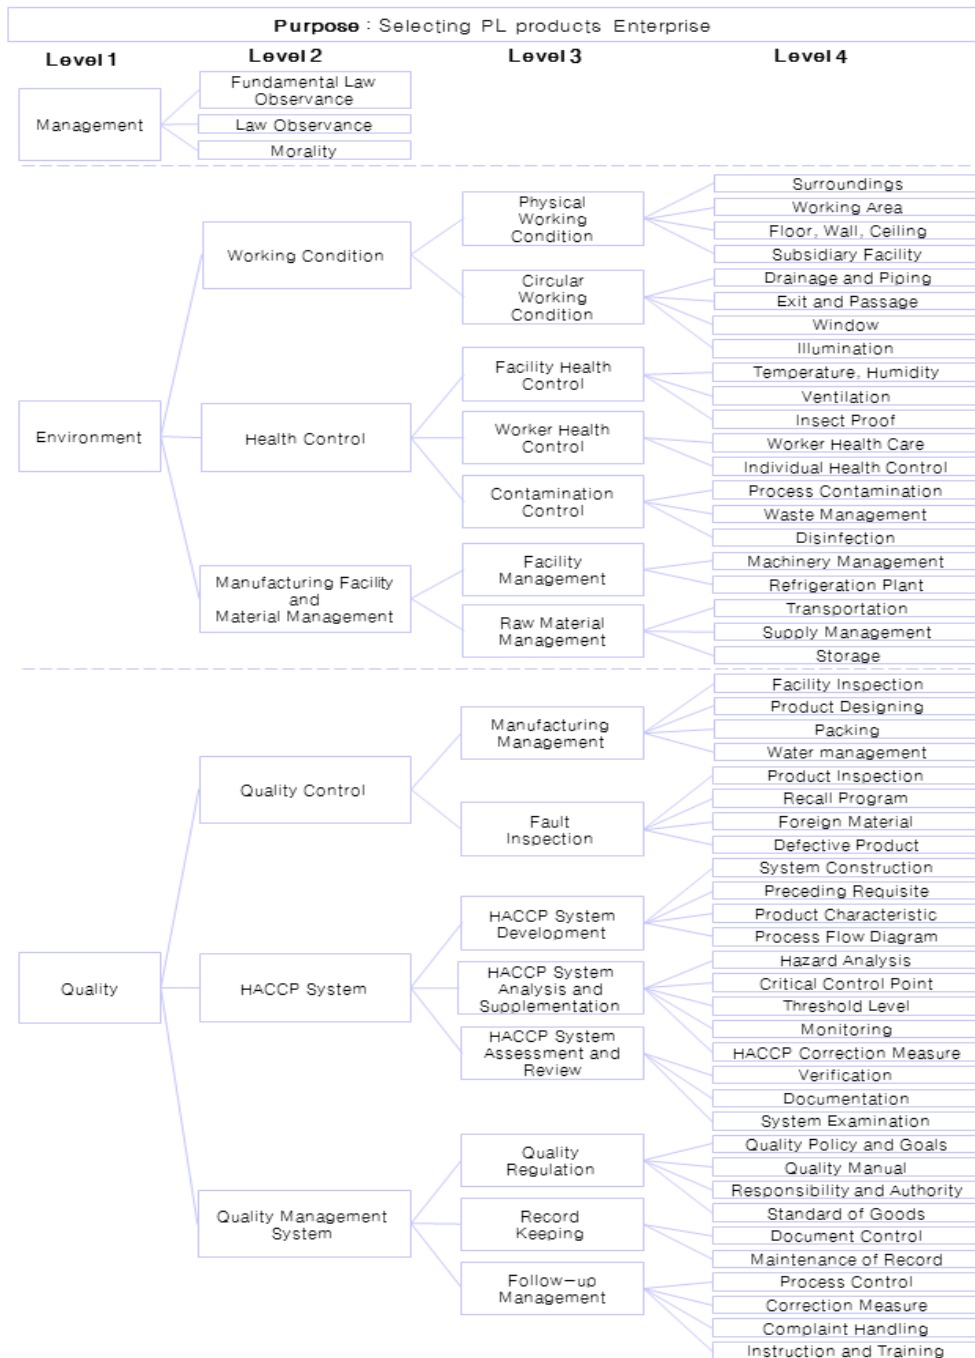 Purpose : Selecting PL products Enterprise
Level 1
Level 2
Level 3
Level 4
Management
Fundamental Law
Observance
Law Observance
Morality
Environment
Working Condition
Physical
Working
Condition
Surroundings
Working Area
Floor, Wall, Ceiling
Subsidiary Facility
Circular
Working
Condition
Drainage and Piping
Exit and Passage
Window
Illumination
Health Control
Facility Health
Control
Temperature, Humidity
Ventilation
Insect Proof
Worker Health
Control
Worker Health Care
Individual Health Control
Contamination
Control
Process Contamination
Waste Management
Disinfection
Manufacturing Facility
and
Material Management
Facility
Management
Machinery Management
Refrigeration Plant
Raw Material
Management
Transportation
Supply Management
Storage
Quality
Quality Control
Manufacturing
Management
Facility Inspection
Product Designing
Packing
Water management
Fault
Inspection
Product Inspection
Recall Program
Foreign Material
Defective Product
HACCP System
HACCP System
Development
System Construction
Preceding Requisite
Product Characteristic
Process Flow Diagram
HACCP System
Analysis and
Supplementation
Hazard Analysis
Critical Control Point
Threshold Level
Monitoring
HACCP Correction Measure
HACCP System
Assessment and
Review
Verification
Documentation
System Examination
Quality Management
System
Quality
Regulation
Quality Policy and Goals
Quality Manual
Responsibility and Authority
Standard of Goods
Record
Keeping
Document Control
Maintenance of Record
Follow-up
Management
Process Control
Correction Measure
Complaint Handling
Instruction and Training